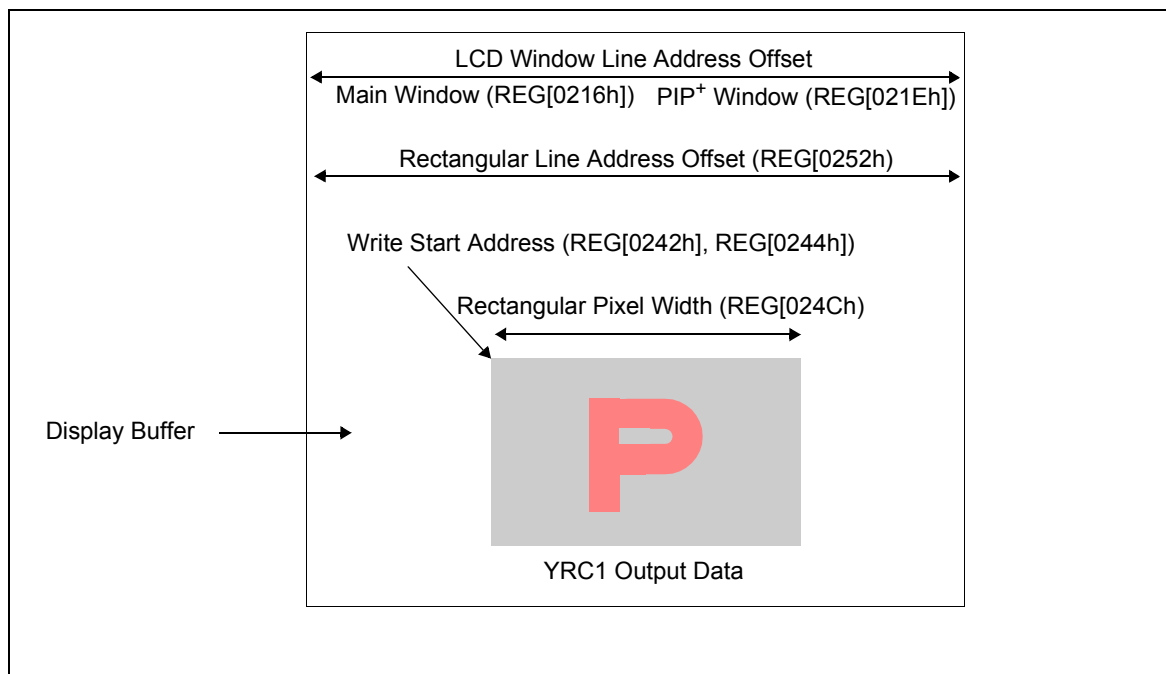 LCD Window Line Address Offset
Main Window (REG[0216h]) PIP+ Window (REG[021Eh])
Rectangular Line Address Offset (REG[0252h)
Write Start Address (REG[0242h], REG[0244h])
Rectangular Pixel Width (REG[024Ch)
Display Buffer
P
YRC1 Output Data